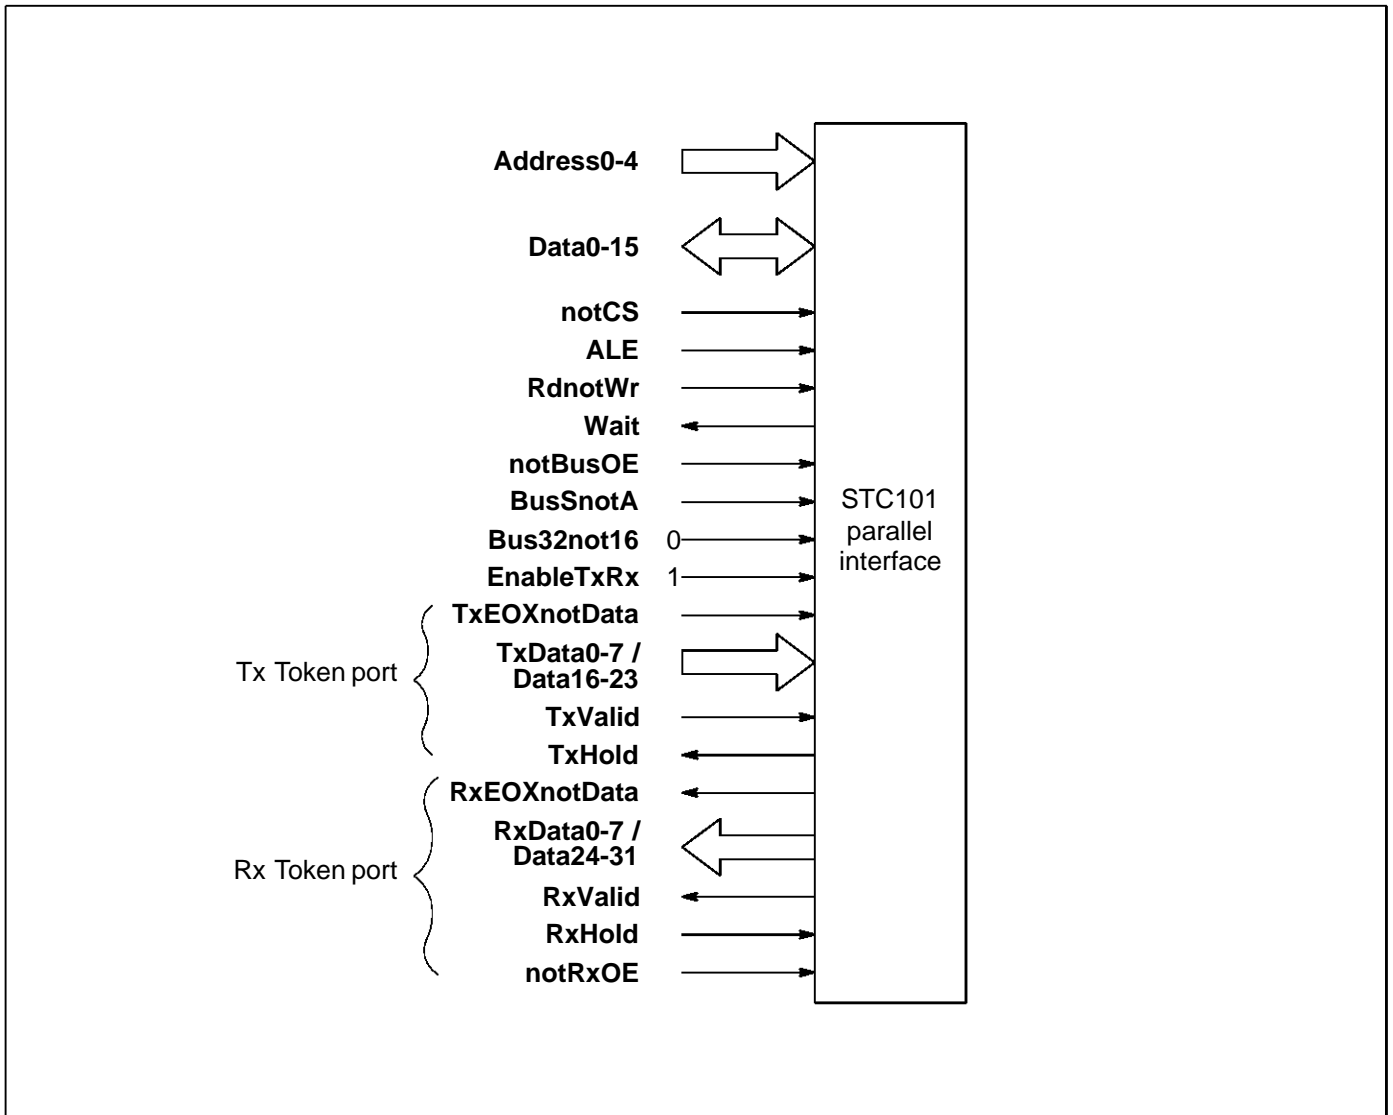 Address0-4
Data0-15
notCS
ALE
RdnotWr
Wait
notBusOE
BusSnotA
Bus32not16 0
EnableTxRx 1
TxEOXnotData
TxData0-7 /
Data16-23
TxValid
TxHold
Tx Token port
RxEOXnotData
RxData0-7 /
Data24-31
RxValid
RxHold
notRxOE
Rx Token port
STC101
parallel
interface